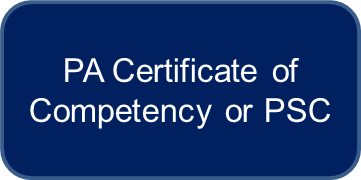 PA Certificate of
Competency or PSC